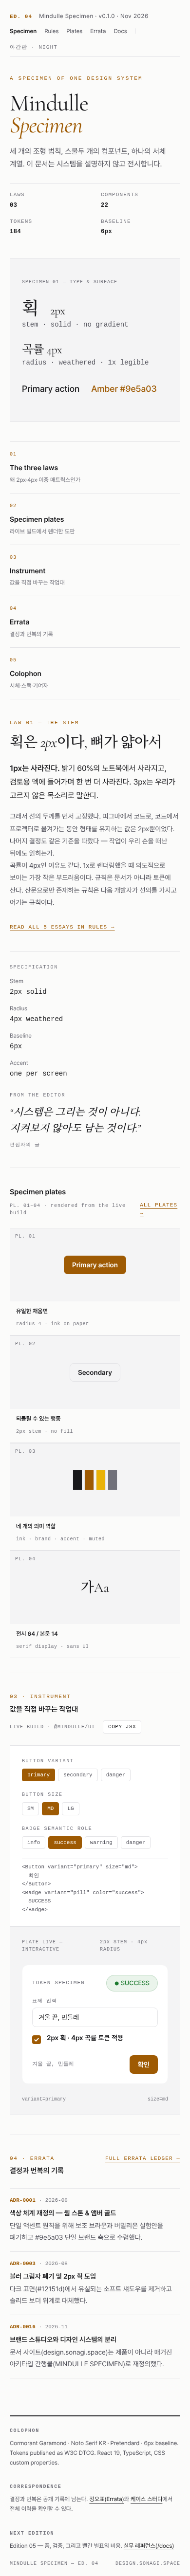 ED. 04 Mindulle Specimen · v0.1.0 · Nov 2026
Specimen Rules Plates Errata Docs
야간판 · NIGHT
A SPECIMEN OF ONE DESIGN SYSTEM
Mindulle
Specimen
세 개의 조형 법칙, 스물두 개의 컴포넌트, 하나의 서체
계열. 이 문서는 시스템을 설명하지 않고 전시합니다.
LAWS
03
COMPONENTS
22
TOKENS
184
BASELINE
6px
SPECIMEN 01 — TYPE & SURFACE
획 2px
stem · solid · no gradient
곡률 4px
radius · weathered · 1x legible
Primary action Amber #9e5a03
01
The three laws
왜 2px·4px·이중 매트릭스인가
02
Specimen plates
라이브 빌드에서 렌더한 도판
03
Instrument
값을 직접 바꾸는 작업대
04
Errata
결정과 번복의 기록
05
Colophon
서체·스택·기여자
LAW 01 — THE STEM
획은 2px이다, 뼈가 얇아서
1px는 사라진다. 밝기 60%의 노트북에서 사라지고,
검토용 덱에 들어가며 한 번 더 사라진다. 3px는 우리가
고르지 않은 목소리로 말한다.
그래서 선의 두께를 먼저 고정했다. 피그마에서 코드로, 코드에서
프로젝터로 옮겨가는 동안 형태를 유지하는 값은 2px뿐이었다.
나머지 결정도 같은 기준을 따랐다 — 작업이 우리 손을 떠난
뒤에도 읽히는가.
곡률이 4px인 이유도 같다. 1x로 렌더링했을 때 의도적으로
보이는 가장 작은 부드러움이다. 규칙은 문서가 아니라 토큰에
산다. 산문으로만 존재하는 규칙은 다음 개발자가 선의를 가지고
어기는 규칙이다.
READ ALL 5 ESSAYS IN RULES →
SPECIFICATION
Stem
2px solid
Radius
4px weathered
Baseline
6px
Accent
one per screen
FROM THE EDITOR
“시스템은 그리는 것이 아니다.
지켜보지 않아도 남는 것이다.”
편집자의 글
Specimen plates
PL. 01–04 · rendered from the live build
ALL PLATES →
PL. 01
Primary action
유일한 채움면
radius 4 · ink on paper
PL. 02
Secondary
되돌릴 수 있는 행동
2px stem · no fill
PL. 03
네 개의 의미 역할
ink · brand · accent · muted
PL. 04
가Aa
전시 64 / 본문 14
serif display · sans UI
03 · INSTRUMENT
값을 직접 바꾸는 작업대
LIVE BUILD · @MINDULLE/UI COPY JSX
BUTTON VARIANT
primary secondary danger
BUTTON SIZE
SM MD LG
BADGE SEMANTIC ROLE
info success warning danger
<Button variant="primary" size="md">
확인
</Button>
<Badge variant="pill" color="success">
SUCCESS
</Badge>
PLATE LIVE — INTERACTIVE
2PX STEM · 4PX RADIUS
TOKEN SPECIMEN
SUCCESS
표제 입력
겨울 끝, 민들레
2px 획 · 4px 곡률 토큰 적용
겨울 끝, 민들레 확인
variant=primary size=md
04 · ERRATA FULL ERRATA LEDGER →
결정과 번복의 기록
ADR-0001 · 2026-08
색상 체계 재정의 — 웜 스톤 & 앰버 골드
단일 액센트 원칙을 위해 보조 브라운과 바밀리온 실험안을
폐기하고 #9e5a03 단일 브랜드 축으로 수렴했다.
ADR-0003 · 2026-08
블러 그림자 폐기 및 2px 획 도입
다크 표면(#12151d)에서 유실되는 소프트 섀도우를 제거하고
솔리드 보더 위계로 대체했다.
ADR-0010 · 2026-11
브랜드 스튜디오와 디자인 시스템의 분리
문서 사이트(design.sonagi.space)는 제품이 아니라 매거진
아카타입 간행물(MINDULLE SPECIMEN)로 재정의했다.
COLOPHON
Cormorant Garamond · Noto Serif KR · Pretendard · 6px baseline.
Tokens published as W3C DTCG. React 19, TypeScript, CSS
custom properties.
CORRESPONDENCE
결정과 번복은 공개 기록에 남는다. 정오표(Errata)와 케이스 스터디에서
전체 이력을 확인할 수 있다.
NEXT EDITION
Edition 05 — 폼, 검증, 그리고 빨간 별표의 비용. 실무 레퍼런스(/docs)
MINDULLE SPECIMEN — ED. 04 DESIGN.SONAGI.SPACE